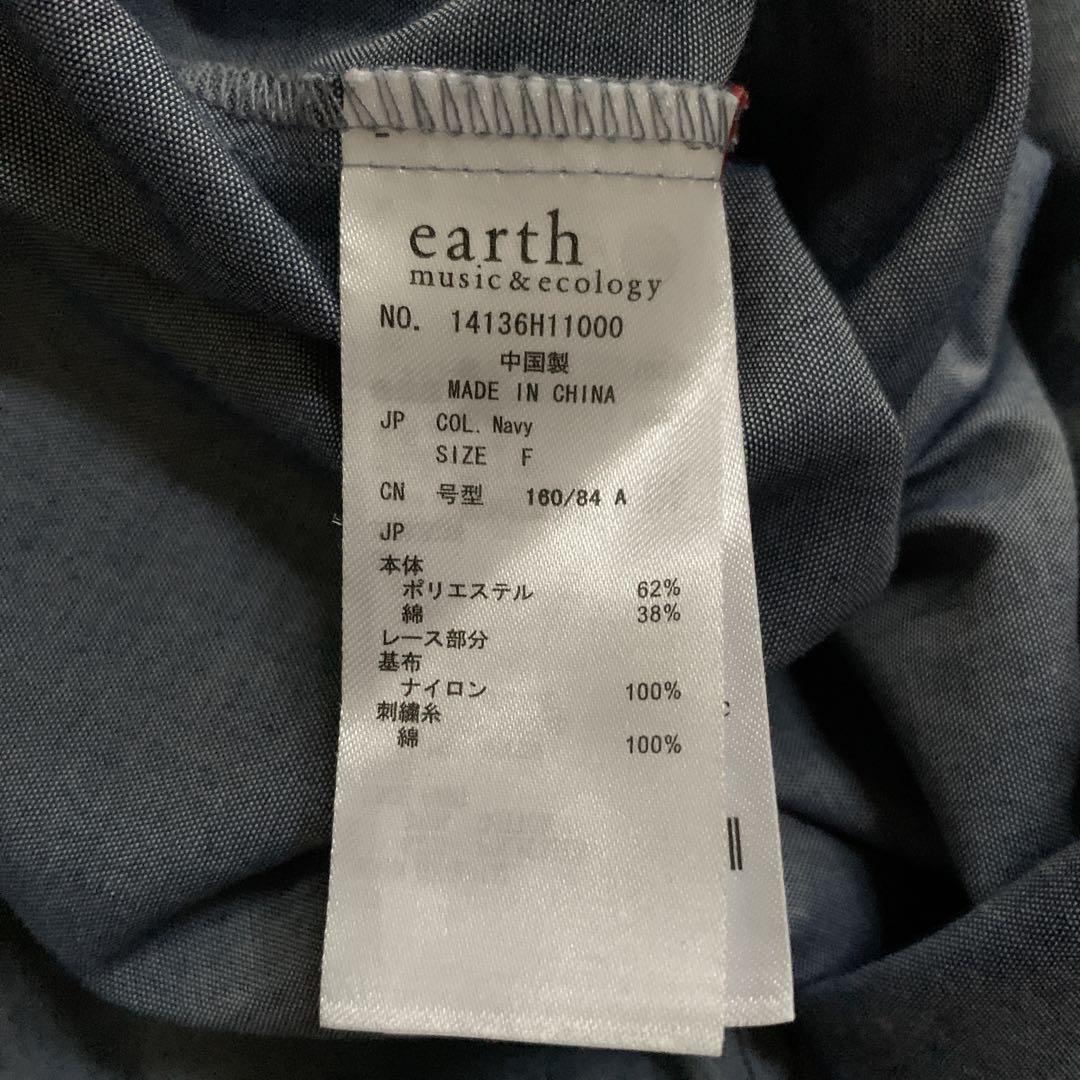 earth
music & ecology
NO. 14136H11000
中国製
MADE IN CHINA
JP COL. Navy
SIZE F
CN 号型 160/84 A
JP
本体
ポリエステル 62%
綿 38%
レース部分
基布
ナイロン 100%
刺繍糸
綿 100%